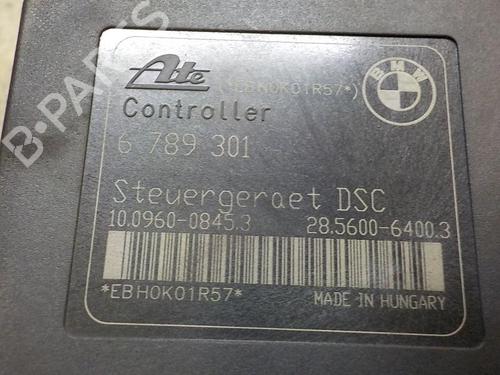 B-PARTS
Ate (*EBH0K01R57*)
BMW
Controller
6 789 301
Steuergeraet DSC
10.0960-0845.3 28.5600-6400.3
*EBH0K01R57* MADE IN HUNGARY